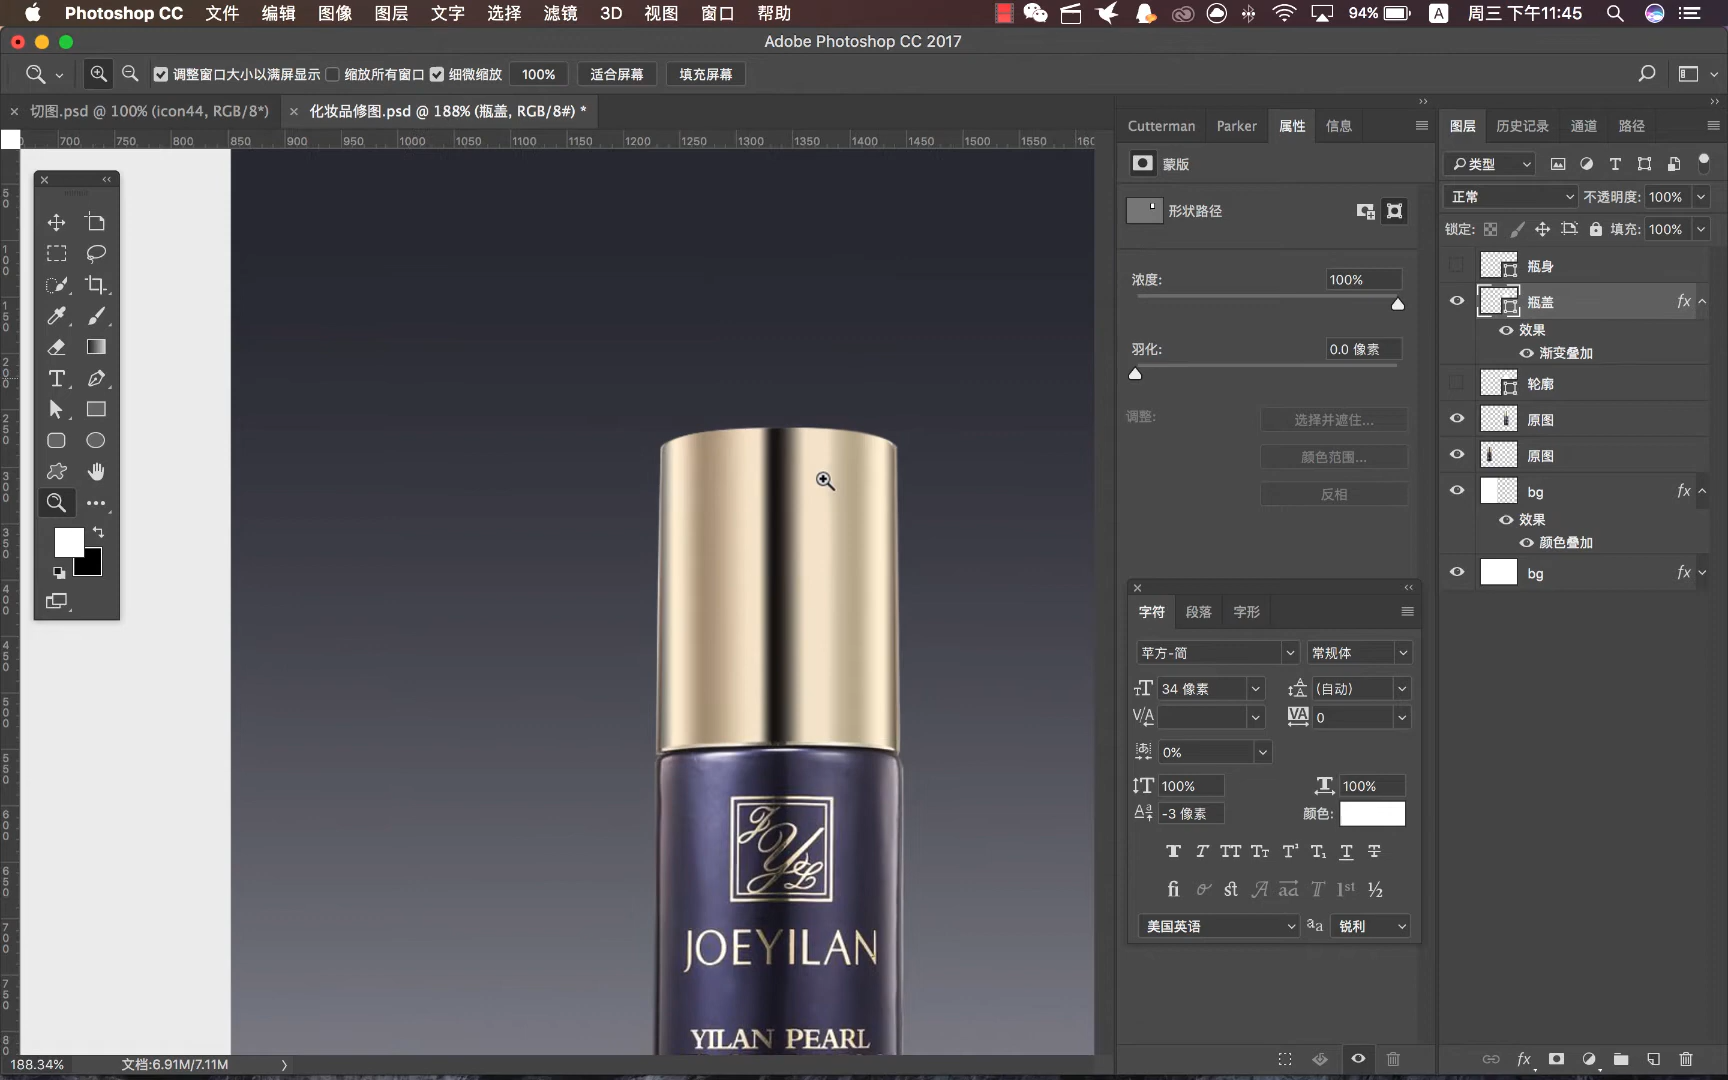 Photoshop CC 文件 编辑 图像 图层 文字 选择 滤镜 3D 视图 窗口 帮助 94% A 周三 下午11:45
Adobe Photoshop CC 2017
调整窗口大小以满屏显示 缩放所有窗口 细微缩放 100% 适合屏幕 填充屏幕
× 切图.psd @ 100% (icon44, RGB/8*) × 化妆品修图.psd @ 188% (瓶盖, RGB/8#) *
700 750 800 850 900 950 1000 1050 1100 1150 1200 1250 1300 1350 1400 1450 1500 1550
Cutterman Parker 属性 信息
蒙版
形状路径
浓度: 100%
羽化: 0.0 像素
调整: 选择并遮住...
颜色范围...
反相
字符 段落 字形
苹方-简 常规体
34 像素 (自动)
V/A VA 0
0%
100% 100%
-3 像素 颜色:
美国英语 aa 锐利
图层 历史记录 通道 路径
类型
正常 不透明度: 100%
锁定: 填充: 100%
瓶身
瓶盖 fx
效果
渐变叠加
轮廓
原图
原图
bg fx
效果
颜色叠加
bg fx
JOEYILAN
YILAN PEARL
188.34% 文档:6.91M/7.11M